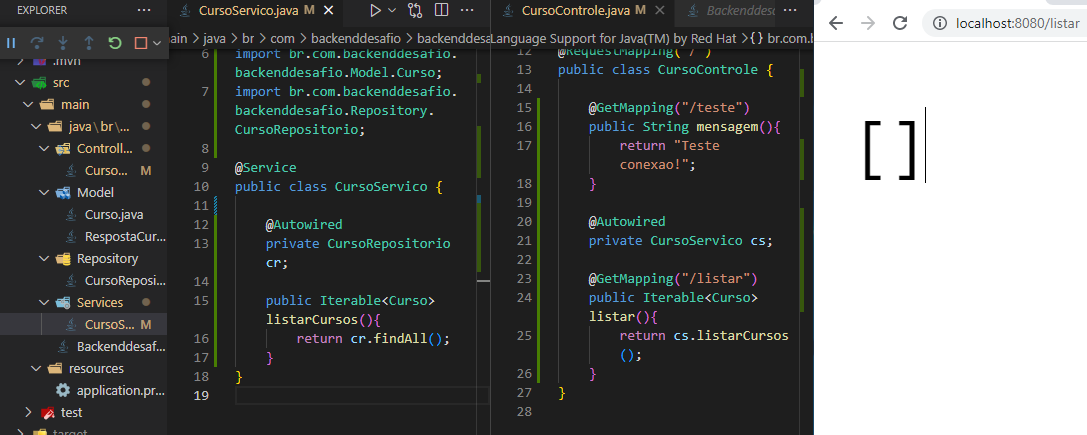 EXPLORER
.mvn
src
main
java\br\...
Controll...
Curso... M
Model
Curso.java
RespostaCur...
Repository
CursoReposi...
Services
CursoS... M
Backenddesaf...
resources
application.pr...
test
target
CursoServico.java M
main > java > br > com > backenddesafio > backenddesa
6 import br.com.backenddesafio.
backenddesafio.Model.Curso;
7 import br.com.backenddesafio.
backenddesafio.Repository.
CursoRepositorio;
8
9 @Service
10 public class CursoServico {
11
12 @Autowired
13 private CursoRepositorio
cr;
14
15 public Iterable<Curso>
listarCursos(){
16 return cr.findAll();
17 }
18 }
19
CursoControle.java M
Backenddes
Language Support for Java(TM) by Red Hat > {} br.com.b
12 @RequestMapping("/")
13 public class CursoControle {
14
15 @GetMapping("/teste")
16 public String mensagem(){
17 return "Teste
conexao!";
18 }
19
20 @Autowired
21 private CursoServico cs;
22
23 @GetMapping("/listar")
24 public Iterable<Curso>
listar(){
25 return cs.listarCursos
();
26 }
27 }
28
localhost:8080/listar
[]